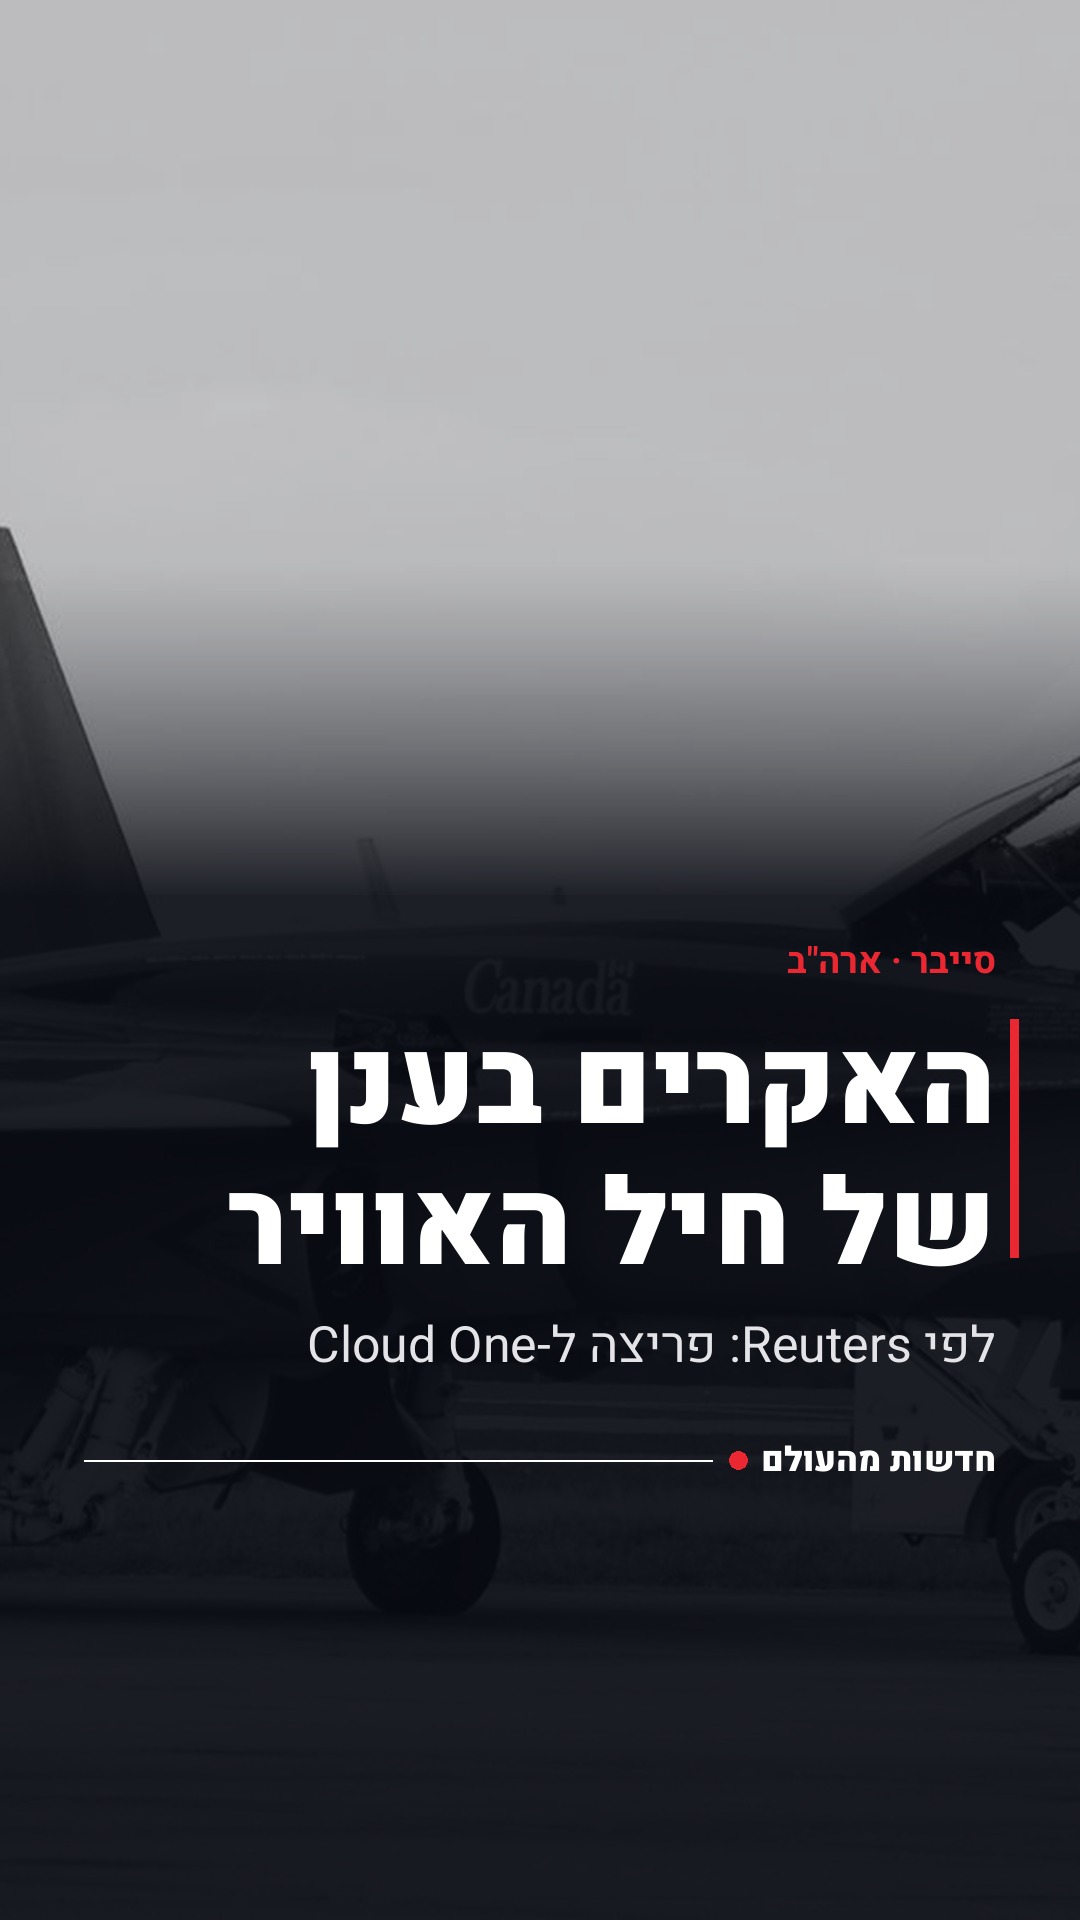 Canada
סייבר · ארה"ב
האקרים בענן
של חיל האוויר
לפי Reuters: פריצה ל-Cloud One
חדשות מהעולם